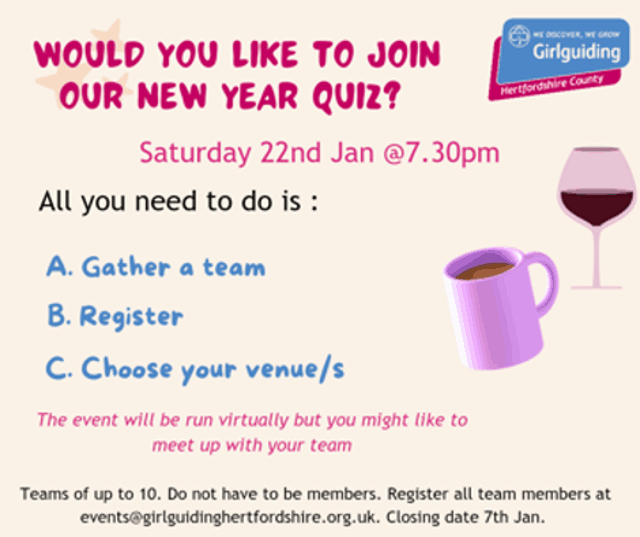 WOULD YOU LIKE TO JOIN
OUR NEW YEAR QUIZ?
WE DISCOVER, WE GROW
Girlguiding
Hertfordshire County
Saturday 22nd Jan @7.30pm
All you need to do is :
A. Gather a team
B. Register
C. Choose your venue/s
The event will be run virtually but you might like to
meet up with your team
Teams of up to 10. Do not have to be members. Register all team members at
events@girlguidinghertfordshire.org.uk. Closing date 7th Jan.